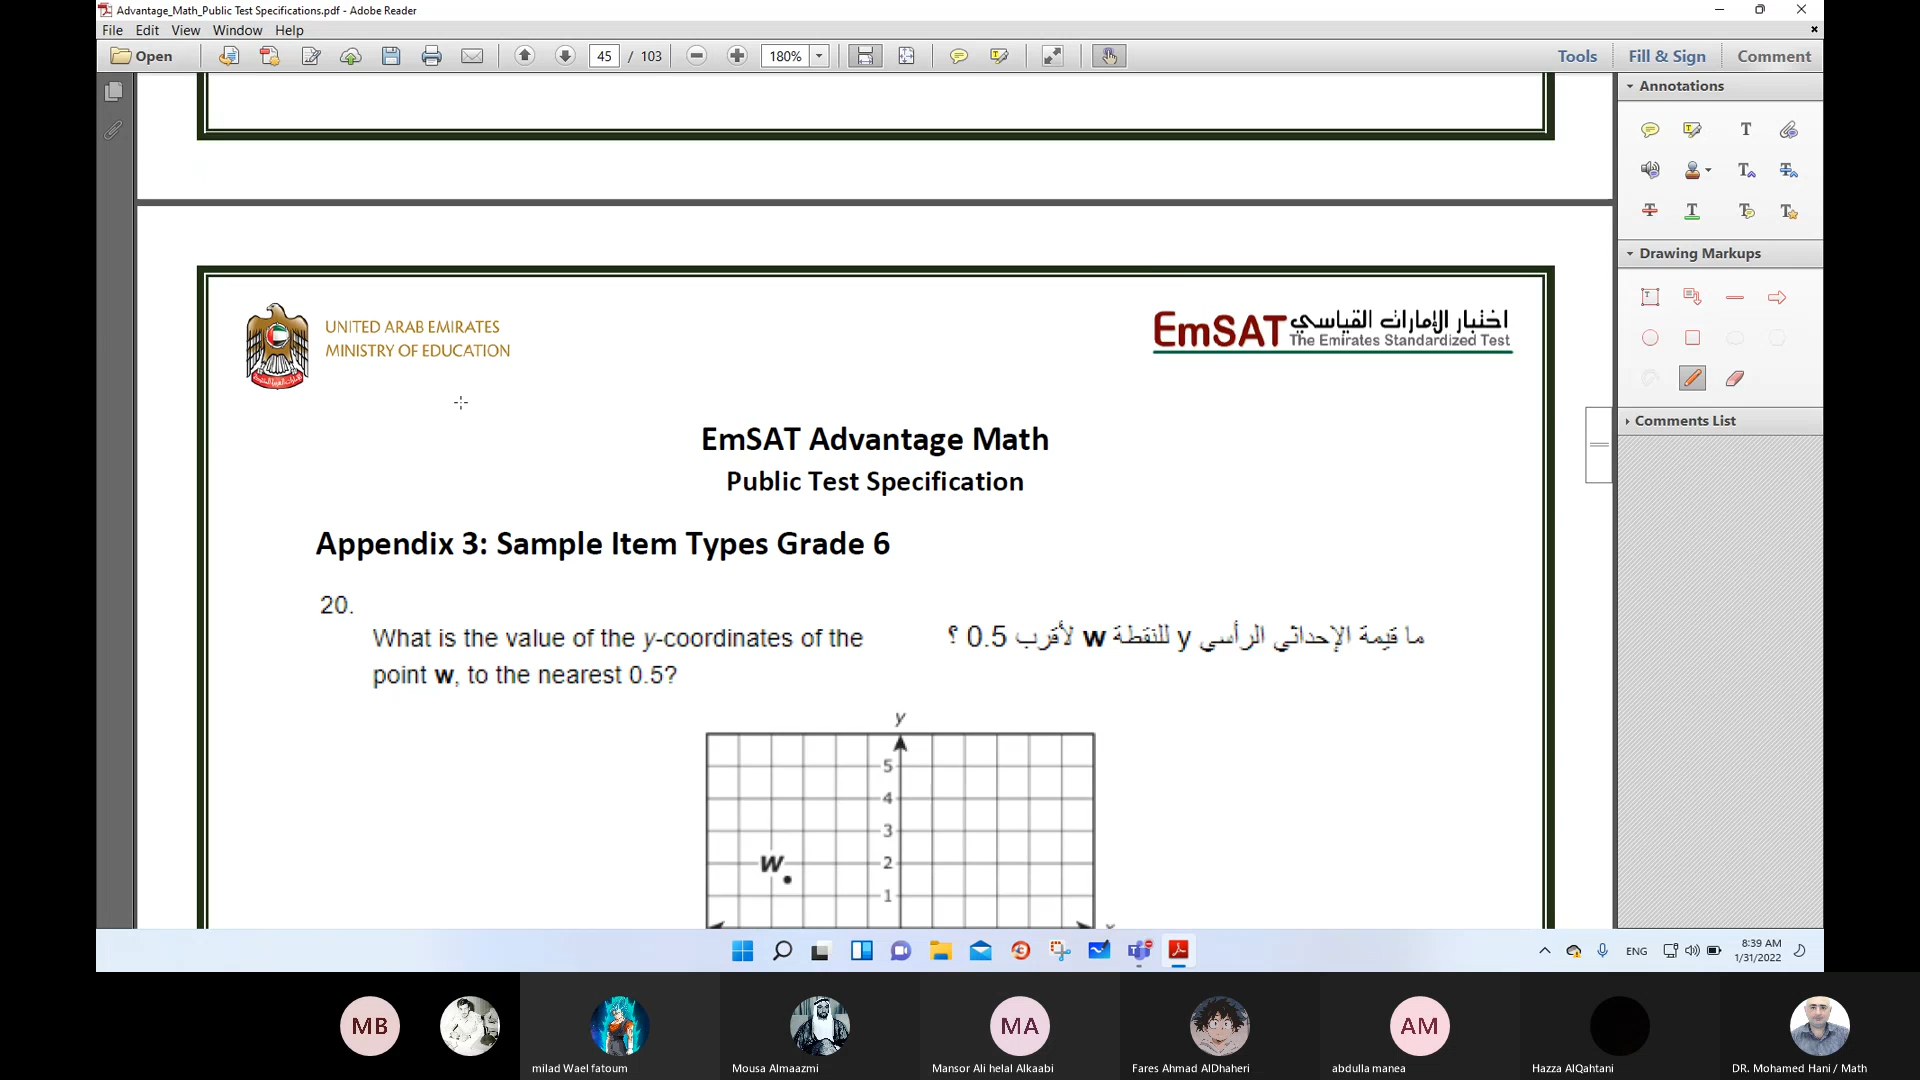 Advantage_Math_Public Test Specifications.pdf - Adobe Reader
File Edit View Window Help
Open 45 / 103 180% Tools Fill & Sign Comment
Annotations
Drawing Markups
Comments List
UNITED ARAB EMIRATES
MINISTRY OF EDUCATION
EmSAT اختبار الإمارات القياسي
The Emirates Standardized Test
EmSAT Advantage Math
Public Test Specification
Appendix 3: Sample Item Types Grade 6
20.
What is the value of the y-coordinates of the
point w, to the nearest 0.5?
ما قيمة الإحداثي الرأسي y للنقطة w لأقرب 0.5 ؟
y
5
4
3
2
1
w
ENG
8:39 AM
1/31/2022
MB
MA
AM
milad Wael fatoum
Mousa Almaazmi
Mansor Ali helal Alkaabi
Fares Ahmad AlDhaheri
abdulla manea
Hazza AlQahtani
DR. Mohamed Hani / Math